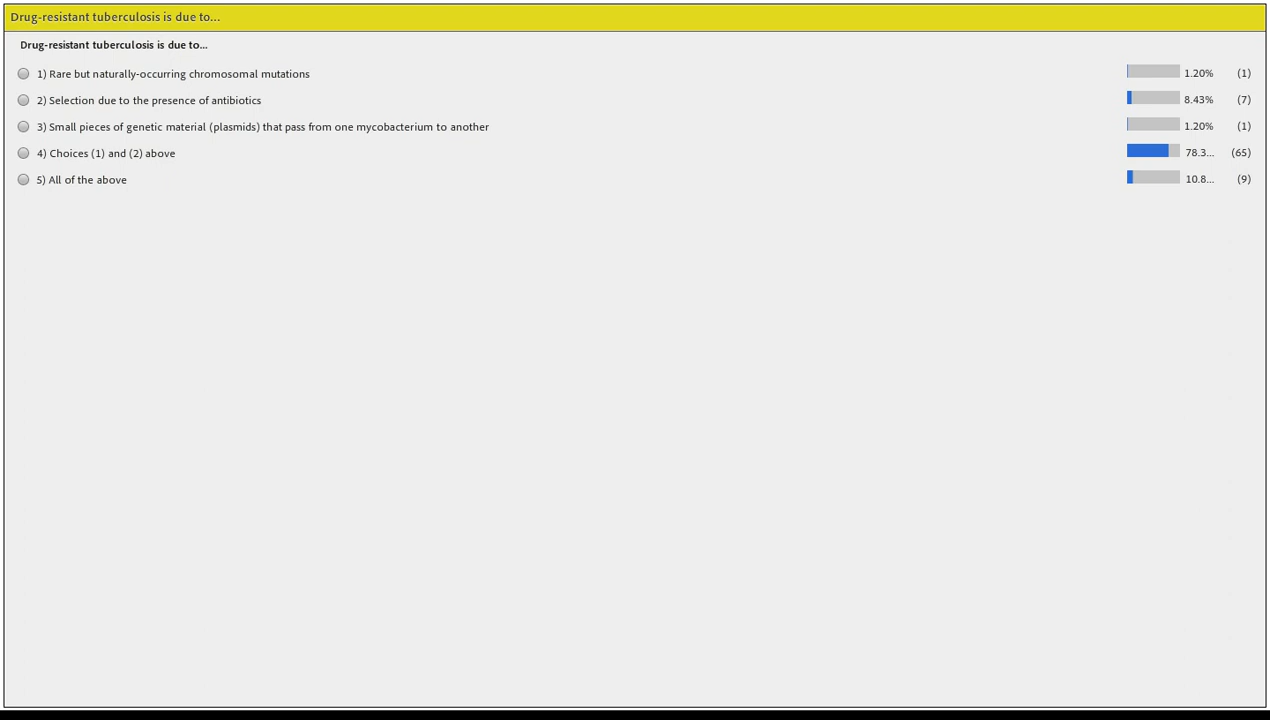 Drug-resistant tuberculosis is due to...
Drug-resistant tuberculosis is due to...
1) Rare but naturally-occurring chromosomal mutations 1.20% (1)
2) Selection due to the presence of antibiotics 8.43% (7)
3) Small pieces of genetic material (plasmids) that pass from one mycobacterium to another 1.20% (1)
4) Choices (1) and (2) above 78.3... (65)
5) All of the above 10.8... (9)